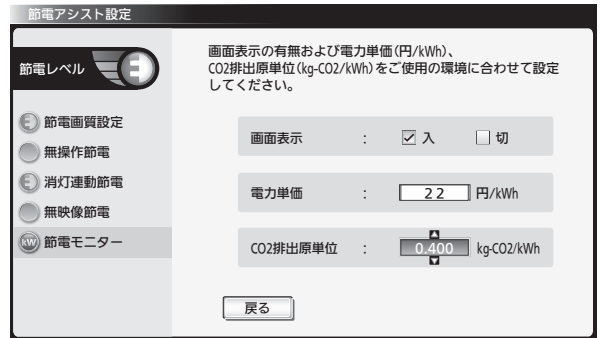 節電アシスト設定
節電レベル
節電画質設定
無操作節電
消灯連動節電
無映像節電
節電モニター
画面表示の有無および電力単価(円/kWh)、
CO2排出原単位(kg-CO2/kWh)をご使用の環境に合わせて設定
してください。
画面表示 : 入 切
電力単価 : 22 円/kWh
CO2排出原単位 : 0.400 kg-CO2/kWh
戻る